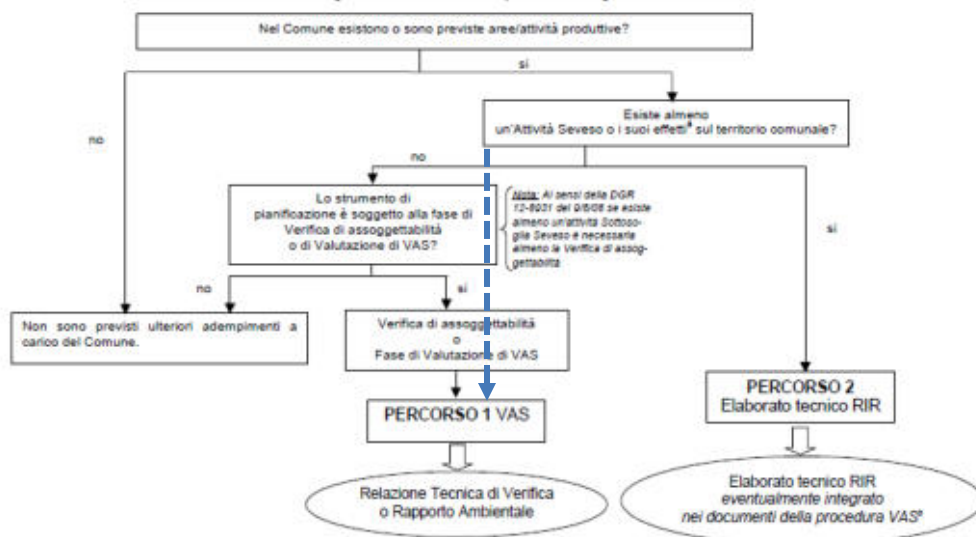 Nel Comune esistono o sono previste aree/attività produttive?
si
no
Esiste almeno
un'Attività Seveso o i suoi effetti sul territorio comunale?
no
si
Lo strumento di
pianificazione è soggetto alla fase di
Verifica di assoggettabilità
o di Valutazione di VAS?
Nota: Ai sensi della DGR
del 9/6/08 se esiste
almeno un'attività Sottoso-
glia Seveso è necessaria
almeno la Verifica di assog-
gettabilità
no
si
Non sono previsti ulteriori adempimenti a
carico del Comune.
Verifica di assoggettabilità
o
Fase di Valutazione di VAS
PERCORSO 1 VAS
PERCORSO 2
Elaborato tecnico RIR
Relazione Tecnica di Verifica
o Rapporto Ambientale
Elaborato tecnico RIR
eventualmente integrato
nei documenti della procedura VAS